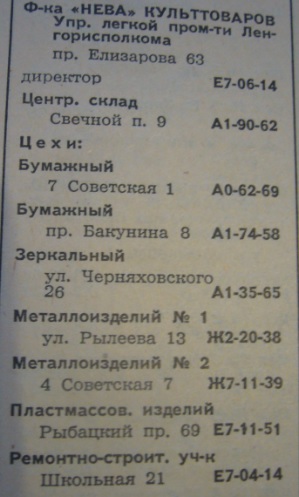 Ф-ка «НЕВА» КУЛЬТТОВАРОВ
Упр. легкой пром-ти Лен-
горисполкома
пр. Елизарова 63
директор Е7-06-14
Центр. склад
Свечной п. 9 А1-90-62
Цехи:
Бумажный
7 Советская 1 А0-62-69
Бумажный
пр. Бакунина 8 А1-74-58
Зеркальный
ул. Черняховского
26 А1-35-65
Металлоизделий № 1
ул. Рылеева 13 Ж2-20-38
Металлоизделий № 2
4 Советская 7 Ж7-11-39
Пластмассов. изделий
Рыбацкий пр. 69 Е7-11-51
Ремонтно-строит. уч-к
Школьная 21 Е7-04-14